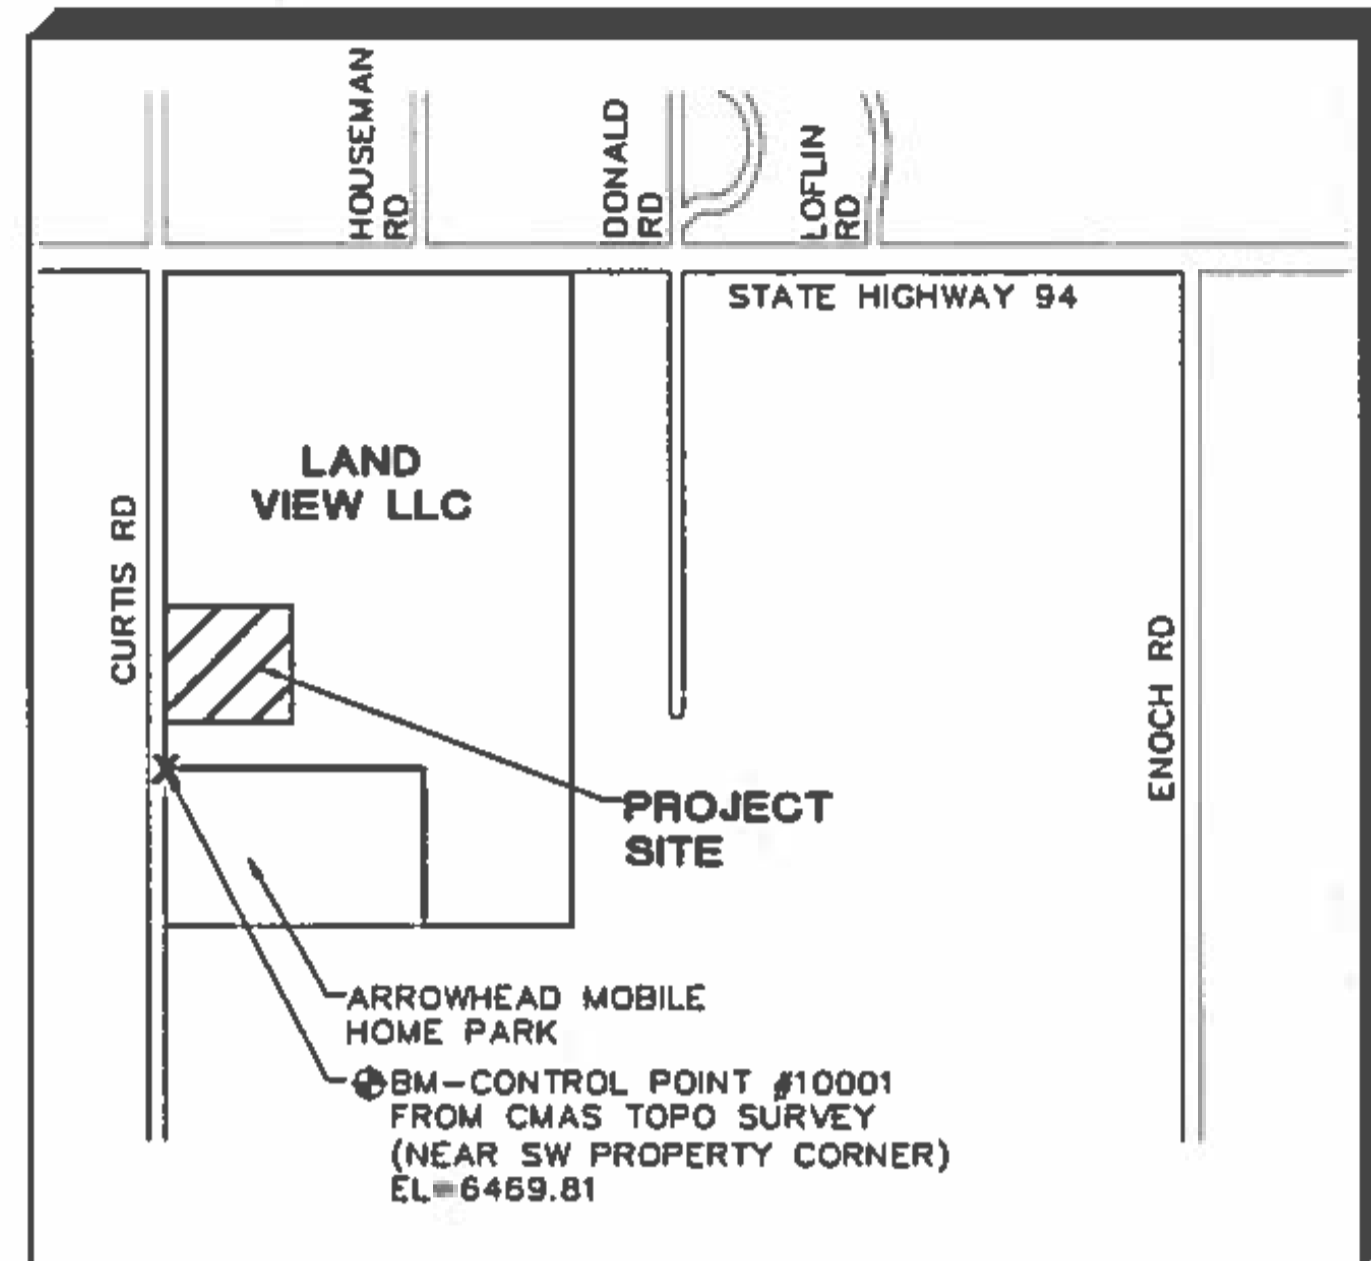 HOUSEMAN
RD
DONALD
RD
LOFLIN
RD
STATE HIGHWAY 94
LAND
VIEW LLC
CURTIS RD
ENOCH RD
PROJECT
SITE
ARROWHEAD MOBILE
HOME PARK
BM-CONTROL POINT #10001
FROM CMAS TOPO SURVEY
(NEAR SW PROPERTY CORNER)
EL=6469.81